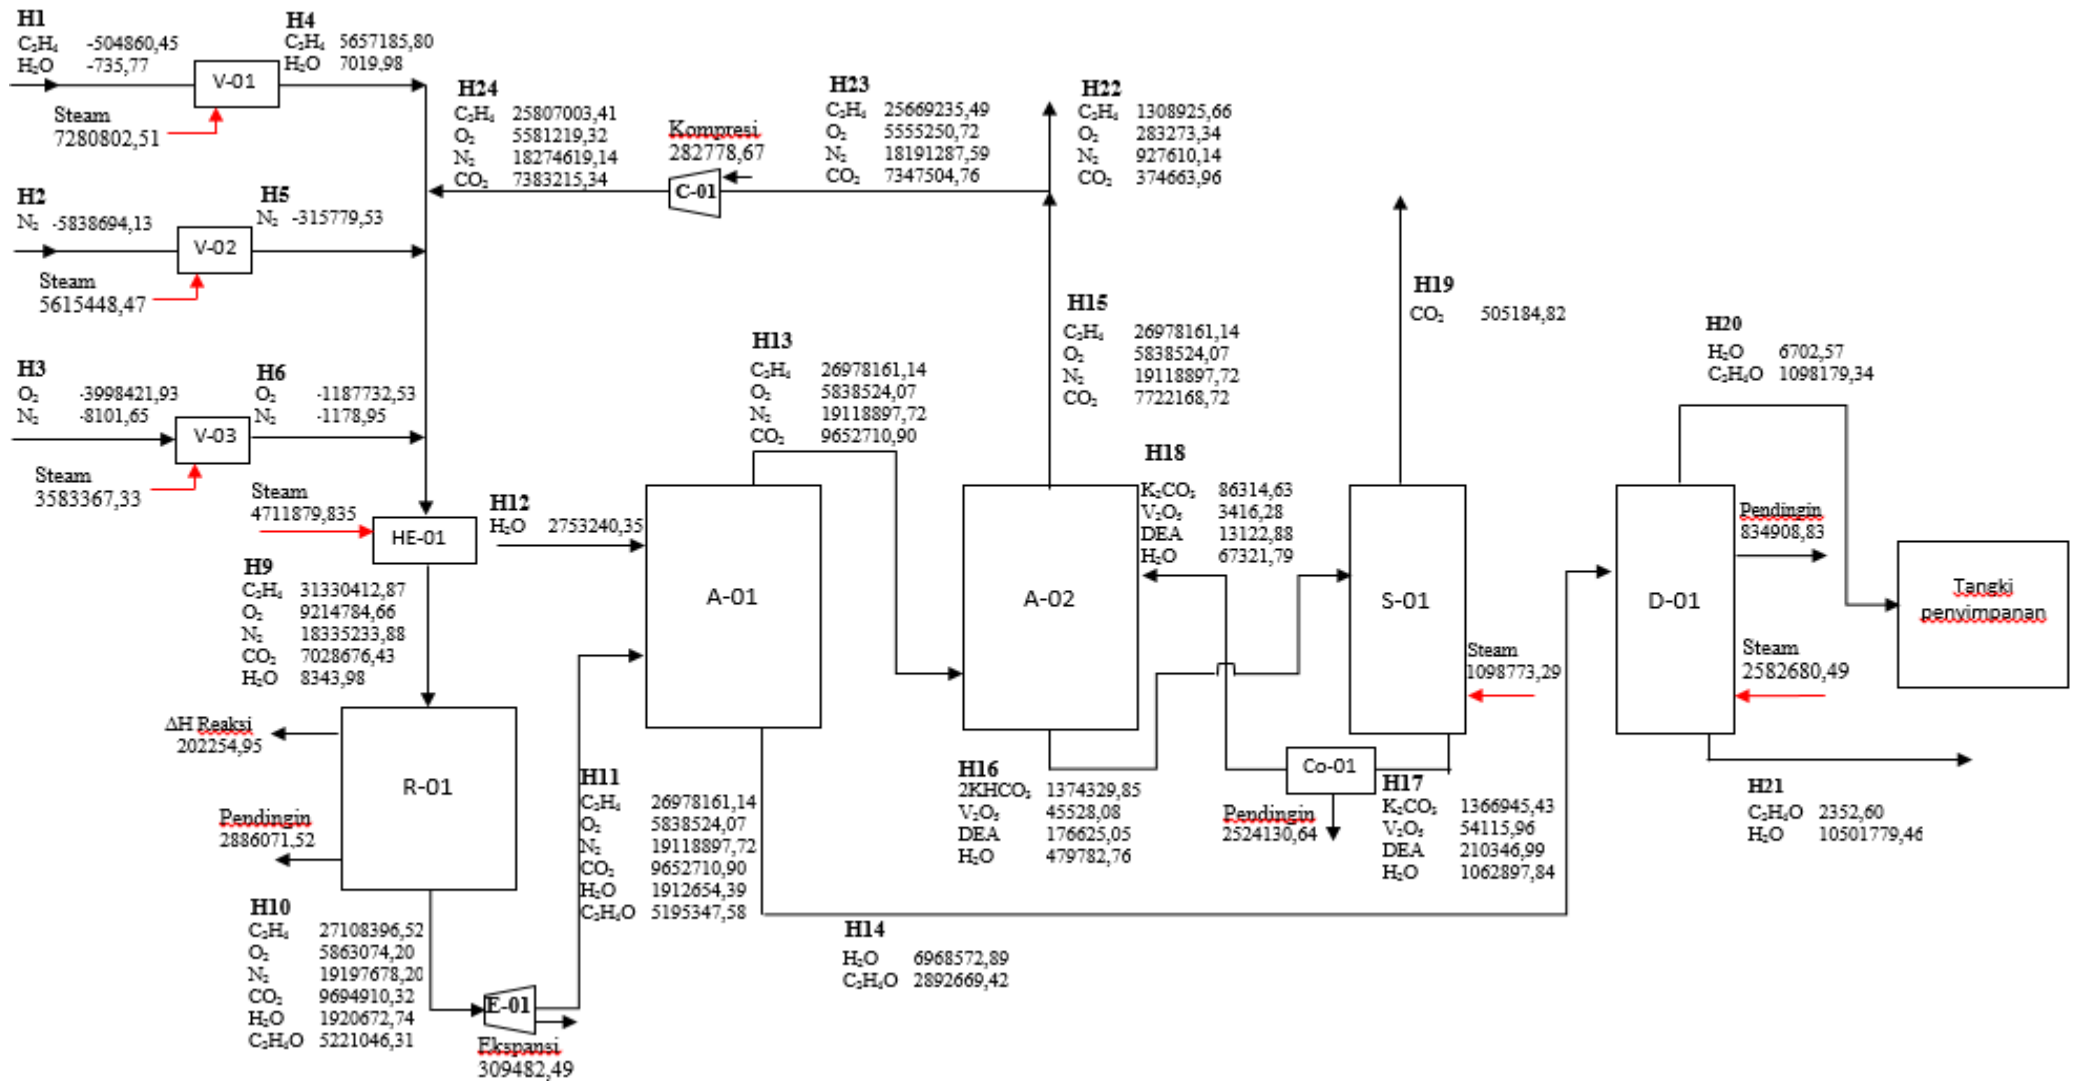 H1
C₂H₄ -504860,45
H₂O -735,77
V-01
Steam
7280802,51
H4
C₂H₄ 5657185,80
H₂O 7019,98
H2
N₂ -5838694,13
V-02
Steam
5615448,47
H5
N₂ -315779,53
H3
O₂ -3998421,93
N₂ -8101,65
V-03
Steam
3583367,33
H6
O₂ -1187732,53
N₂ -1178,95
H24
C₂H₄ 25807003,41
O₂ 5581219,32
N₂ 18274619,14
CO₂ 7383215,34
Kompresi
282778,67
C-01
H23
C₂H₄ 25669235,49
O₂ 5555250,72
N₂ 18191287,59
CO₂ 7347504,76
H22
C₂H₄ 1308925,66
O₂ 283273,34
N₂ 927610,14
CO₂ 374663,96
Steam
4711879,835
HE-01
H9
C₂H₄ 31330412,87
O₂ 9214784,66
N₂ 18335233,88
CO₂ 7028676,43
H₂O 8343,98
ΔH Reaksi
202254,95
R-01
Pendingin
2886071,52
H10
C₂H₄ 27108396,52
O₂ 5863074,20
N₂ 19197678,20
CO₂ 9694910,32
H₂O 1920672,74
C₂H₄O 5221046,31
E-01
Ekspansi
309482,49
H11
C₂H₄ 26978161,14
O₂ 5838524,07
N₂ 19118897,72
CO₂ 9652710,90
H₂O 1912654,39
C₂H₄O 5195347,58
H12
H₂O 2753240,35
A-01
H13
C₂H₄ 26978161,14
O₂ 5838524,07
N₂ 19118897,72
CO₂ 9652710,90
H14
H₂O 6968572,89
C₂H₄O 2892669,42
A-02
H15
C₂H₄ 26978161,14
O₂ 5838524,07
N₂ 19118897,72
CO₂ 7722168,72
H16
2KHCO₃ 1374329,85
V₂O₅ 45528,08
DEA 176625,05
H₂O 479782,76
H18
K₂CO₃ 86314,63
V₂O₅ 3416,28
DEA 13122,88
H₂O 67321,79
S-01
H19
CO₂ 505184,82
Steam
1098773,29
Co-01
Pendingin
2524130,64
H17
K₂CO₃ 1366945,43
V₂O₅ 54115,96
DEA 210346,99
H₂O 1062897,84
D-01
H20
H₂O 6702,57
C₂H₄O 1098179,34
Pendingin
834908,83
Steam
2582680,49
Tangki
penyimpanan
H21
C₂H₄O 2352,60
H₂O 10501779,46